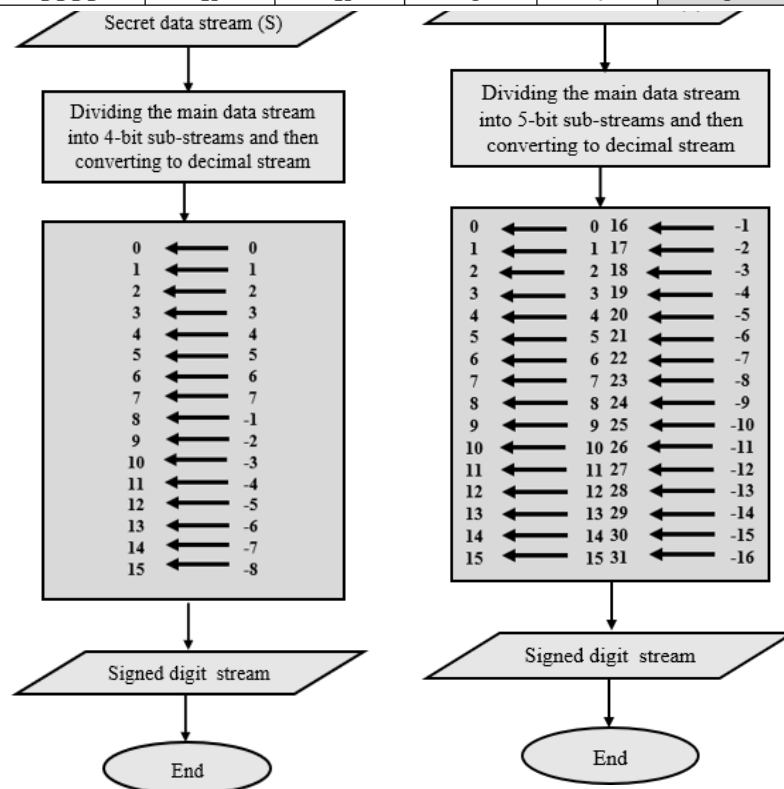 Secret data stream (S)
Dividing the main data stream
into 4-bit sub-streams and then
converting to decimal stream
0 0
1 1
2 2
3 3
4 4
5 5
6 6
7 7
8 -1
9 -2
10 -3
11 -4
12 -5
13 -6
14 -7
15 -8
Signed digit stream
End
Dividing the main data stream
into 5-bit sub-streams and then
converting to decimal stream
0 0 16 -1
1 1 17 -2
2 2 18 -3
3 3 19 -4
4 4 20 -5
5 5 21 -6
6 6 22 -7
7 7 23 -8
8 8 24 -9
9 9 25 -10
10 10 26 -11
11 11 27 -12
12 12 28 -13
13 13 29 -14
14 14 30 -15
15 15 31 -16
Signed digit stream
End